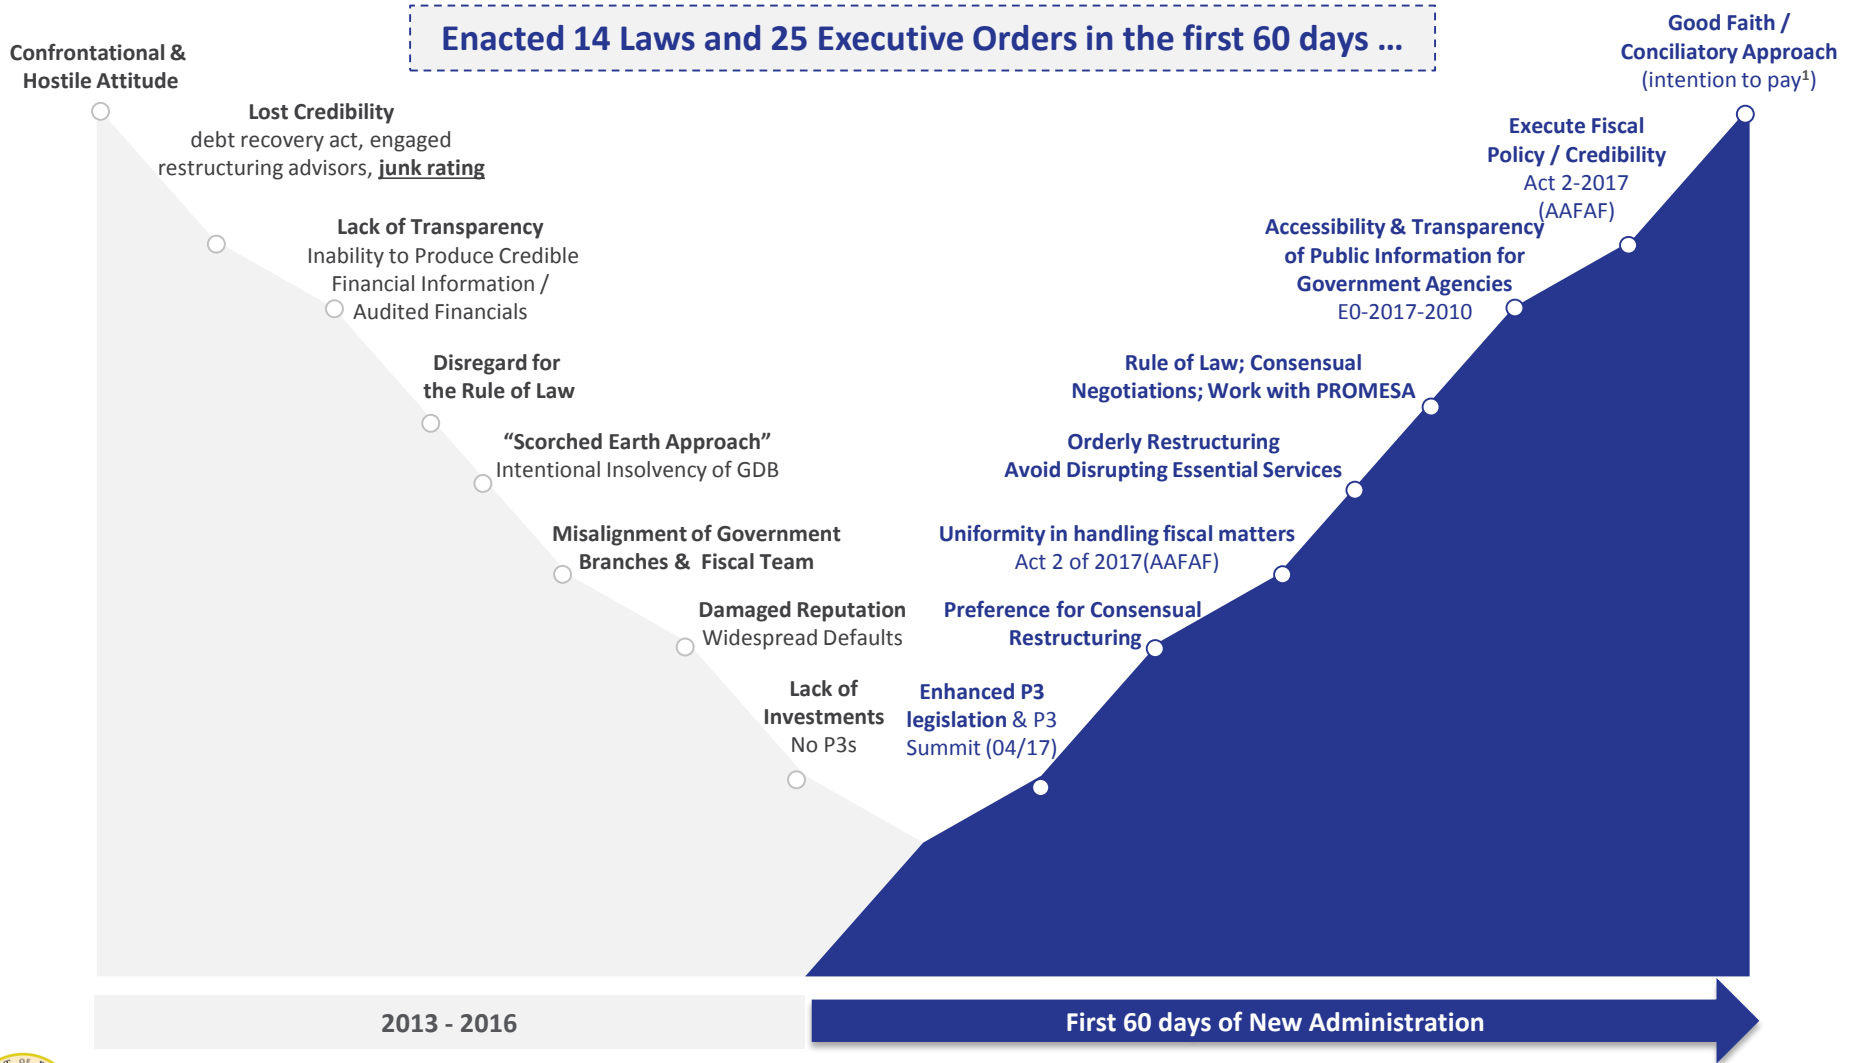 Enacted 14 Laws and 25 Executive Orders in the first 60 days ...
Confrontational &
Hostile Attitude
Lost Credibility
debt recovery act, engaged
restructuring advisors, junk rating
Lack of Transparency
Inability to Produce Credible
Financial Information /
Audited Financials
Disregard for
the Rule of Law
“Scorched Earth Approach”
Intentional Insolvency of GDB
Misalignment of Government
Branches & Fiscal Team
Damaged Reputation
Widespread Defaults
Lack of
Investments
No P3s
Enhanced P3
legislation & P3
Summit (04/17)
Preference for Consensual
Restructuring
Uniformity in handling fiscal matters
Act 2 of 2017(AAFAF)
Orderly Restructuring
Avoid Disrupting Essential Services
Rule of Law; Consensual
Negotiations; Work with PROMESA
Accessibility & Transparency
of Public Information for
Government Agencies
E0-2017-2010
Execute Fiscal
Policy / Credibility
Act 2-2017
(AAFAF)
Good Faith /
Conciliatory Approach
(intention to pay¹)
2013 - 2016
First 60 days of New Administration